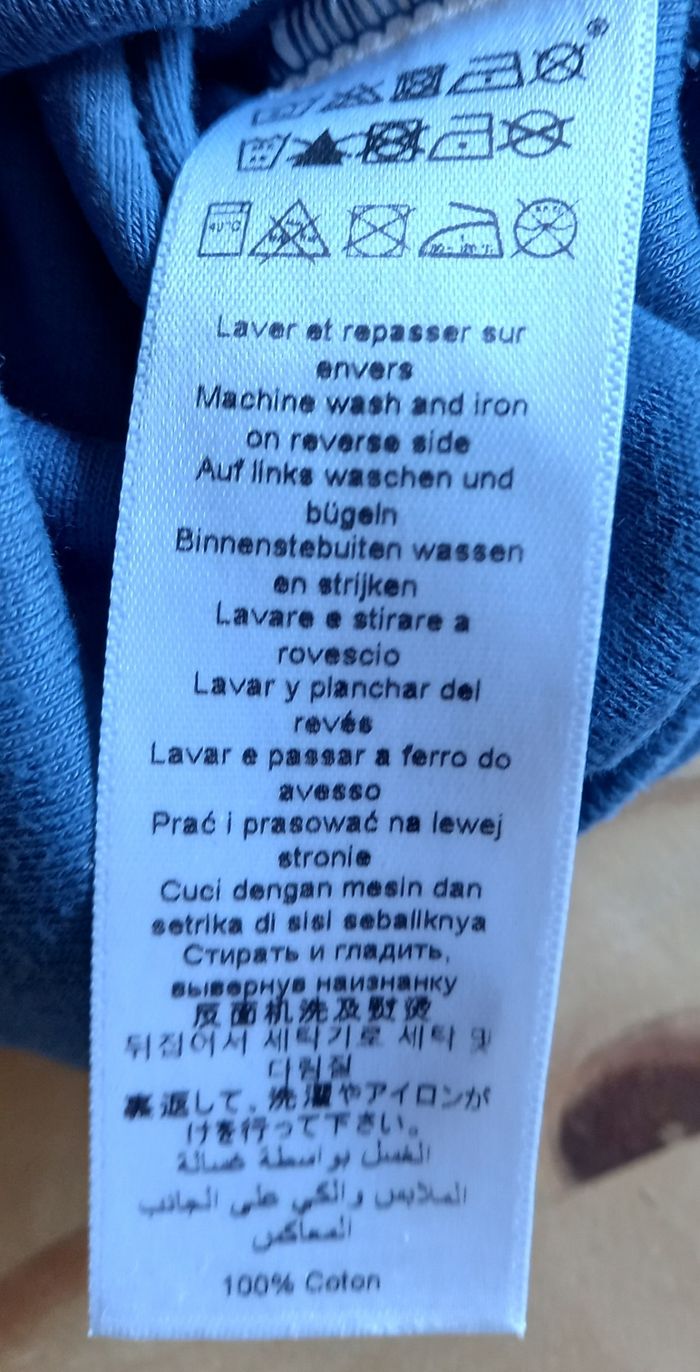 ®
40°C
Laver et repasser sur
envers
Machine wash and iron
on reverse side
Auf links waschen und
bügeln
Binnenstebuiten wassen
en strijken
Lavare e stirare a
rovescio
Lavar y planchar del
revés
Lavar e passar a ferro do
avesso
Prać i prasować na lewej
stronie
Cuci dengan mesin dan
setrika di sisi sebaliknya
Стирать и гладить,
вывернув наизнанку
反面机洗及熨烫
뒤집어서 세탁기로 세탁 및
다림질
裏返して、洗濯やアイロンが
けを行って下さい。
الغسل بواسطة غسالة
الملابس والكي على الجانب
المعاكس
100% Coton